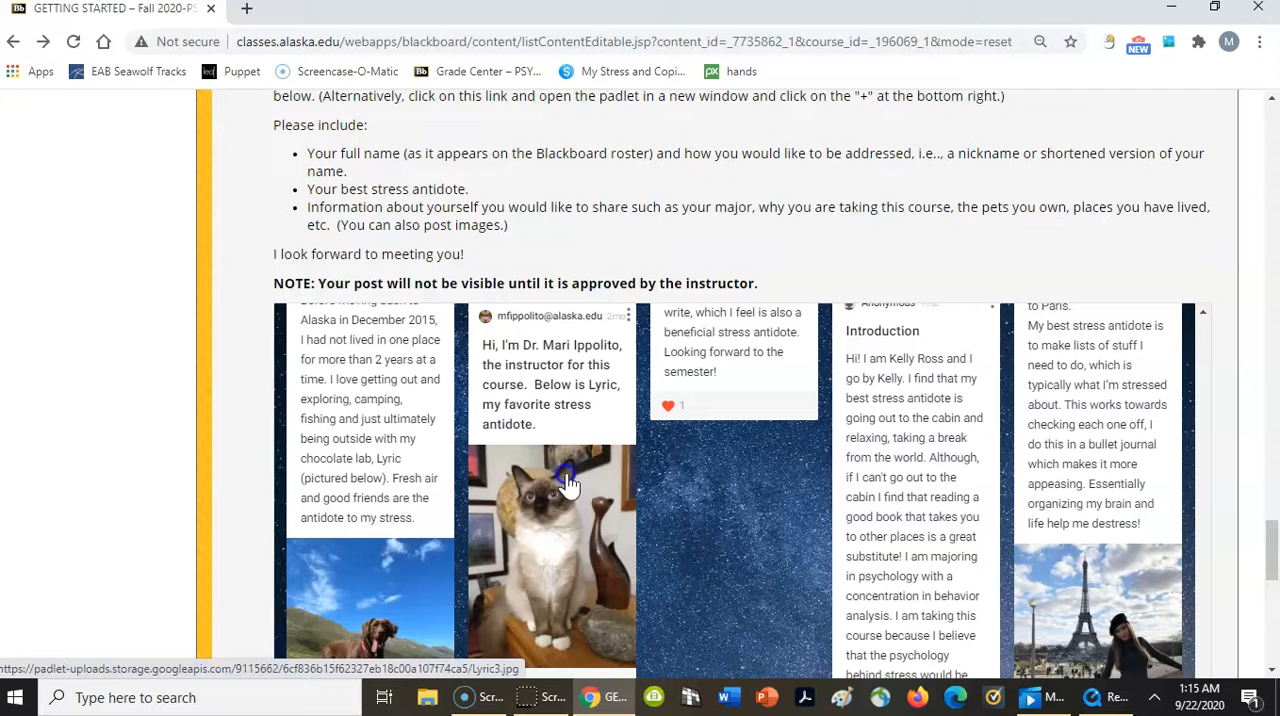 GETTING STARTED – Fall 2020-PS
Not secure
classes.alaska.edu/webapps/blackboard/content/listContentEditable.jsp?content_id=_7735862_1&course_id=_196069_1&mode=reset
NEW
M
Apps
EAB Seawolf Tracks
Puppet
Screencase-O-Matic
Grade Center – PSY...
My Stress and Copi...
hands
below. (Alternatively, click on this link and open the padlet in a new window and click on the "+" at the bottom right.)
Please include:
• Your full name (as it appears on the Blackboard roster) and how you would like to be addressed, i.e.., a nickname or shortened version of your
name.
• Your best stress antidote.
• Information about yourself you would like to share such as your major, why you are taking this course, the pets you own, places you have lived,
etc. (You can also post images.)
I look forward to meeting you!
NOTE: Your post will not be visible until it is approved by the instructor.
Before moving back to
Alaska in December 2015,
I had not lived in one place
for more than 2 years at a
time. I love getting out and
exploring, camping,
fishing and just ultimately
being outside with my
chocolate lab, Lyric
(pictured below). Fresh air
and good friends are the
antidote to my stress.
mfippolito@alaska.edu 2mo
Hi, I'm Dr. Mari Ippolito,
the instructor for this
course. Below is Lyric,
my favorite stress
antidote.
write, which I feel is also a
beneficial stress antidote.
Looking forward to the
semester!
1
Anonymous
Introduction
Hi! I am Kelly Ross and I
go by Kelly. I find that my
best stress antidote is
going out to the cabin and
relaxing, taking a break
from the world. Although,
if I can't go out to the
cabin I find that reading a
good book that takes you
to other places is a great
substitute! I am majoring
in psychology with a
concentration in behavior
analysis. I am taking this
course because I believe
that the psychology
behind stress would be
to Paris.
My best stress antidote is
to make lists of stuff I
need to do, which is
typically what I'm stressed
about. This works towards
checking each one off, I
do this in a bullet journal
which makes it more
appeasing. Essentially
organizing my brain and
life help me destress!
https://padlet-uploads.storage.googleapis.com/9115662/6cf836b15f62327eb18c00a107f74ca5/Lyric3.jpg
Type here to search
Scr...
Scr...
GE...
M...
Re...
1:15 AM
9/22/2020
1